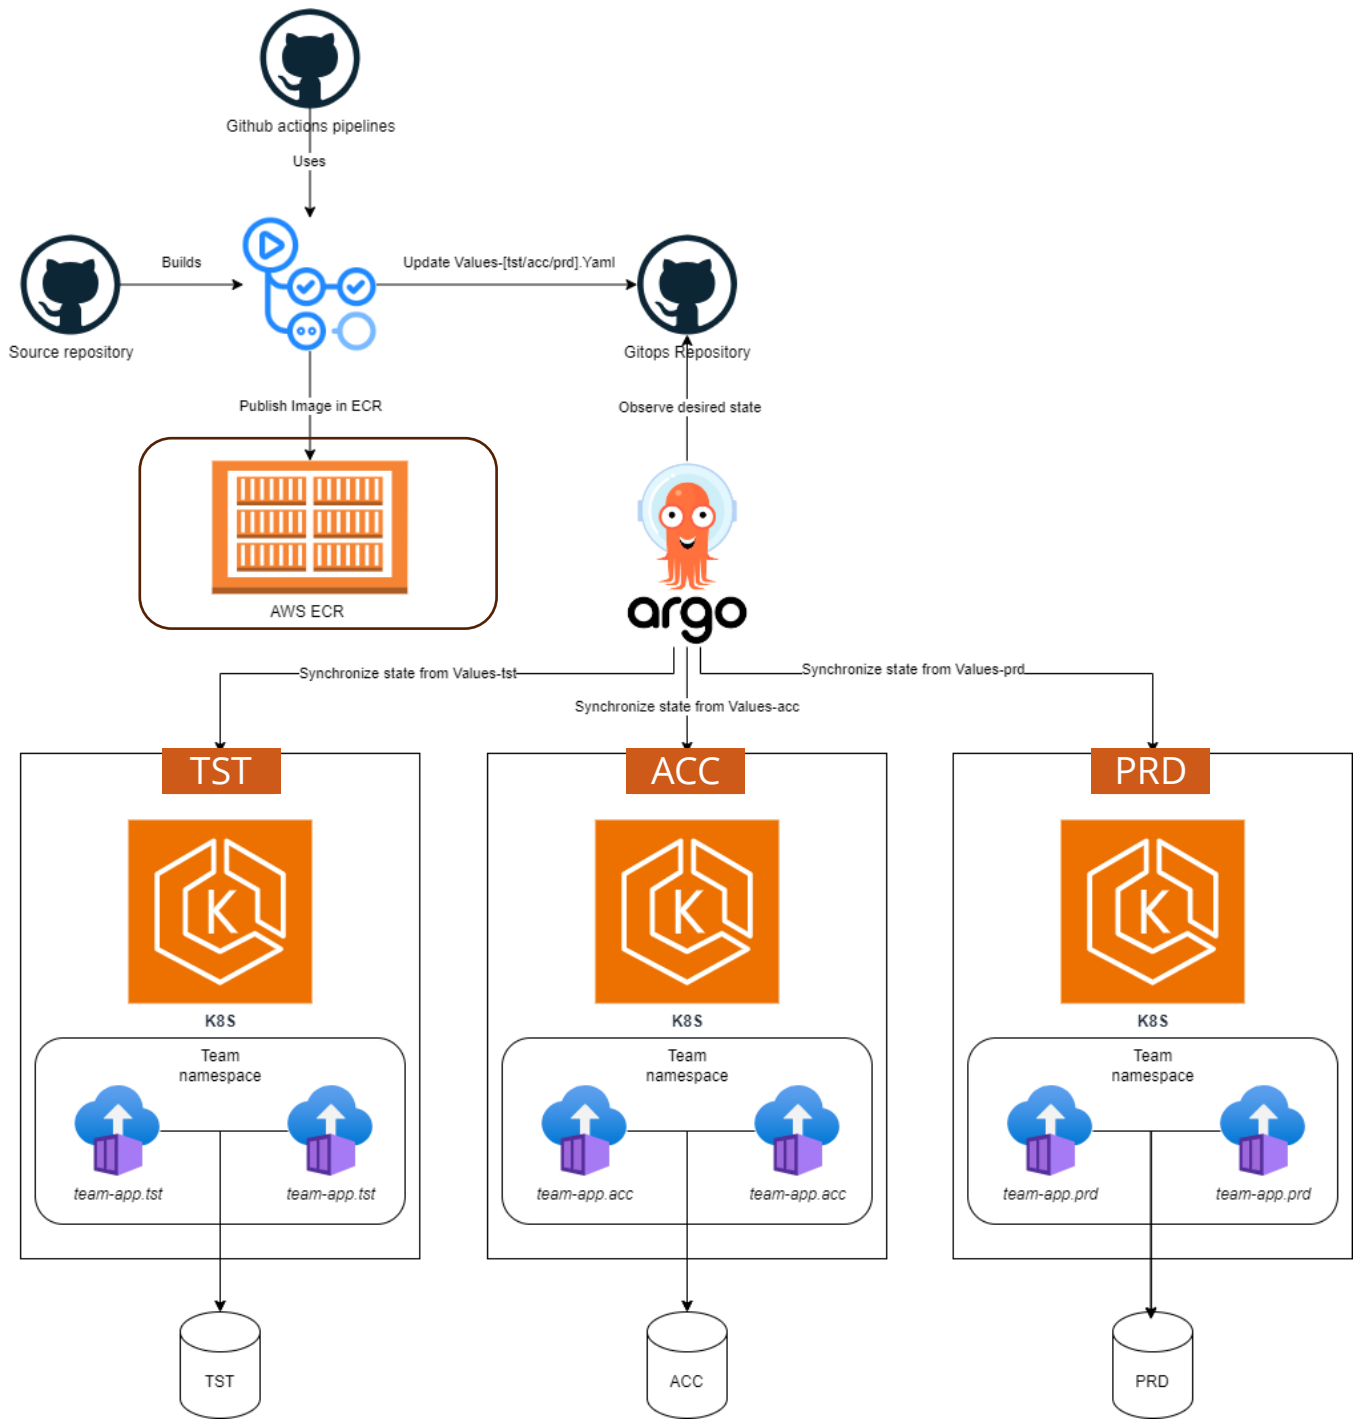 Github actions pipelines
Uses
Builds
Update Values-[tst/acc/prd].Yaml
Source repository
Gitops Repository
Publish Image in ECR
Observe desired state
AWS ECR
argo
Synchronize state from Values-tst
Synchronize state from Values-acc
Synchronize state from Values-prd
TST
ACC
PRD
K
K
K
K8S
K8S
K8S
Team
namespace
Team
namespace
Team
namespace
team-app.tst
team-app.tst
team-app.acc
team-app.acc
team-app.prd
team-app.prd
TST
ACC
PRD